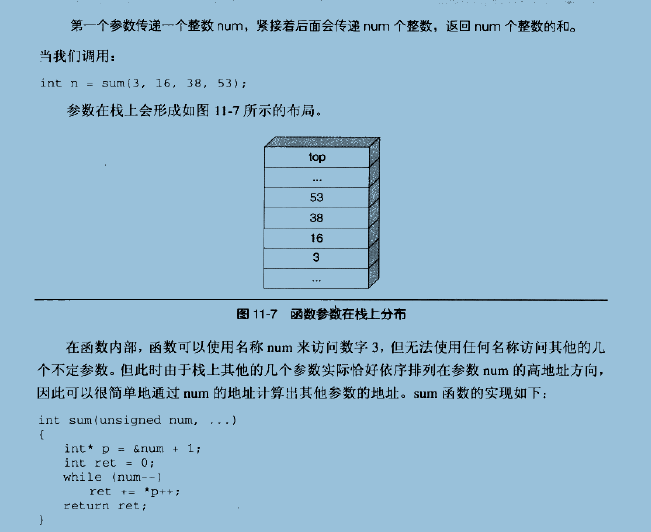 第一个参数传递一个整数 num，紧接着后面会传递 num 个整数，返回 num 个整数的和。
当我们调用：
int n = sum(3, 16, 38, 53);
参数在栈上会形成如图 11-7 所示的布局。
top
...
53
38
16
3
...
图 11-7 函数参数在栈上分布
在函数内部，函数可以使用名称 num 来访问数字 3，但无法使用任何名称访问其他的几
个不定参数。但此时由于栈上其他的几个参数实际恰好依序排列在参数 num 的高地址方向，
因此可以很简单地通过 num 的地址计算出其他参数的地址。sum 函数的实现如下：
int sum(unsigned num, ...)
{
int* p = &num + 1;
int ret = 0;
while (num--)
ret += *p++;
return ret;
}